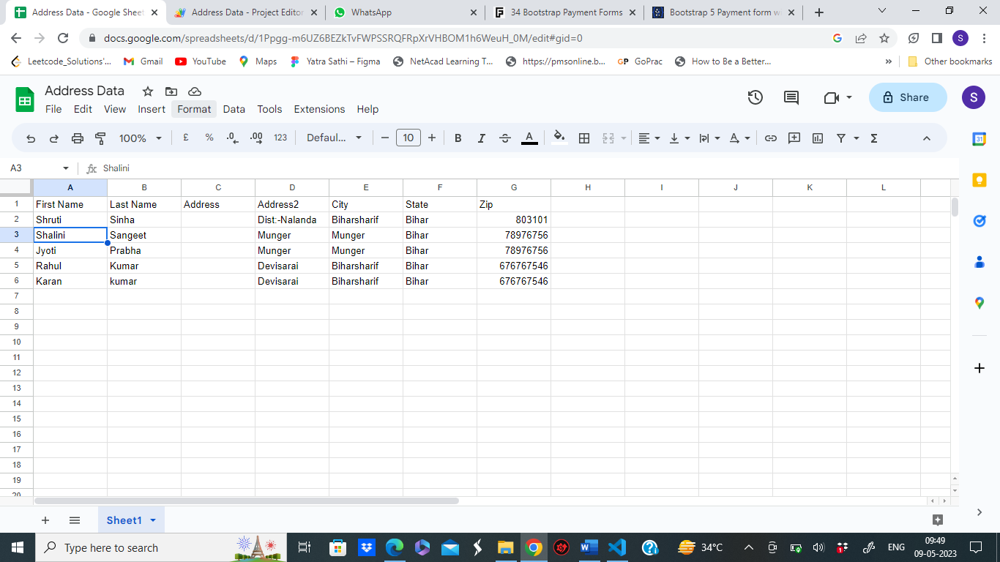 Address Data - Google Sheet
Address Data - Project Editor
WhatsApp
34 Bootstrap Payment Forms
Bootstrap 5 Payment form w
docs.google.com/spreadsheets/d/1Ppgg-m6UZ6BEZkTvFWPSSRQFRpXrVHBOM1h6WeuH_0M/edit#gid=0
S
Leetcode_Solutions'... Gmail YouTube Maps Yatra Sathi – Figma NetAcad Learning T... https://pmsonline.b... GP GoPrac How to Be a Better... » Other bookmarks
Address Data
File Edit View Insert Format Data Tools Extensions Help
Share
S
100% £ % .0 .00 123 Defaul... 10 B I A
31
A3 fx Shalini
A B C D E F G H I J K L
1 First Name Last Name Address Address2 City State Zip
2 Shruti Sinha Dist:-Nalanda Biharsharif Bihar 803101
3 Shalini Sangeet Munger Munger Bihar 78976756
4 Jyoti Prabha Munger Munger Bihar 78976756
5 Rahul Kumar Devisarai Biharsharif Bihar 676767546
6 Karan kumar Devisarai Biharsharif Bihar 676767546
7
8
9
10
11
12
13
14
15
16
17
18
19
20
Sheet1
Type here to search
34°C
ENG
09:49
09-05-2023